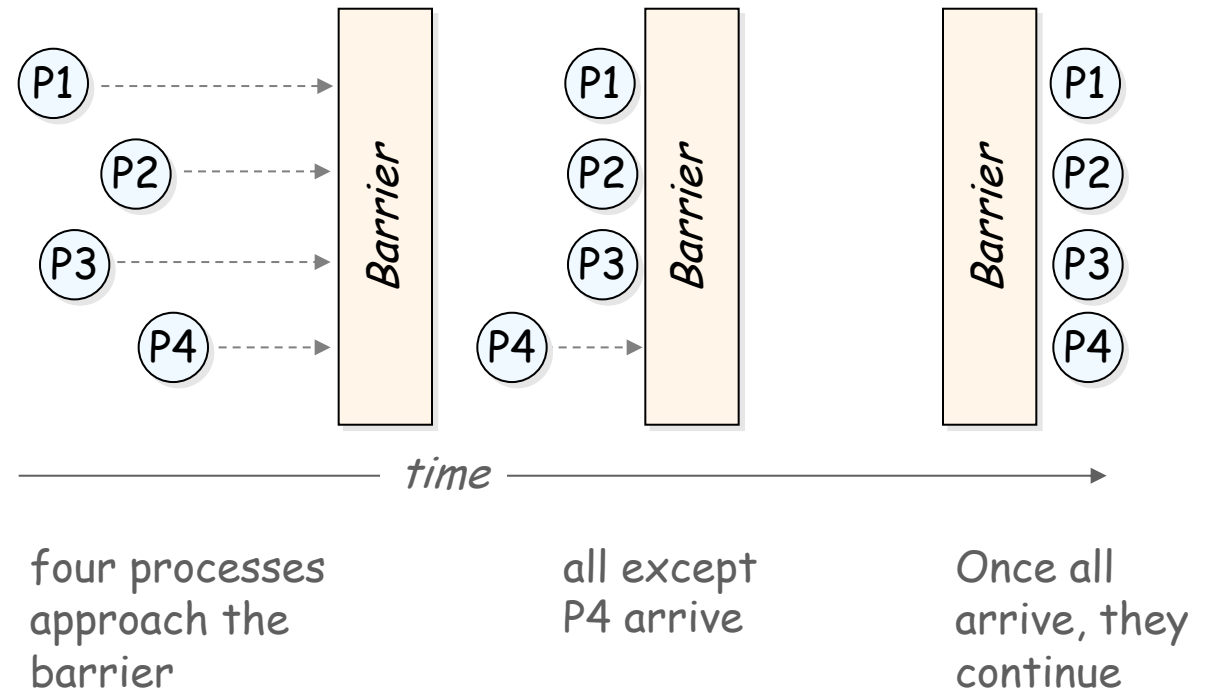 P1
P2
P3
P4
Barrier
P1
P2
P3
P4
Barrier
Barrier
P1
P2
P3
P4
time
four processes
approach the
barrier
all except
P4 arrive
Once all
arrive, they
continue